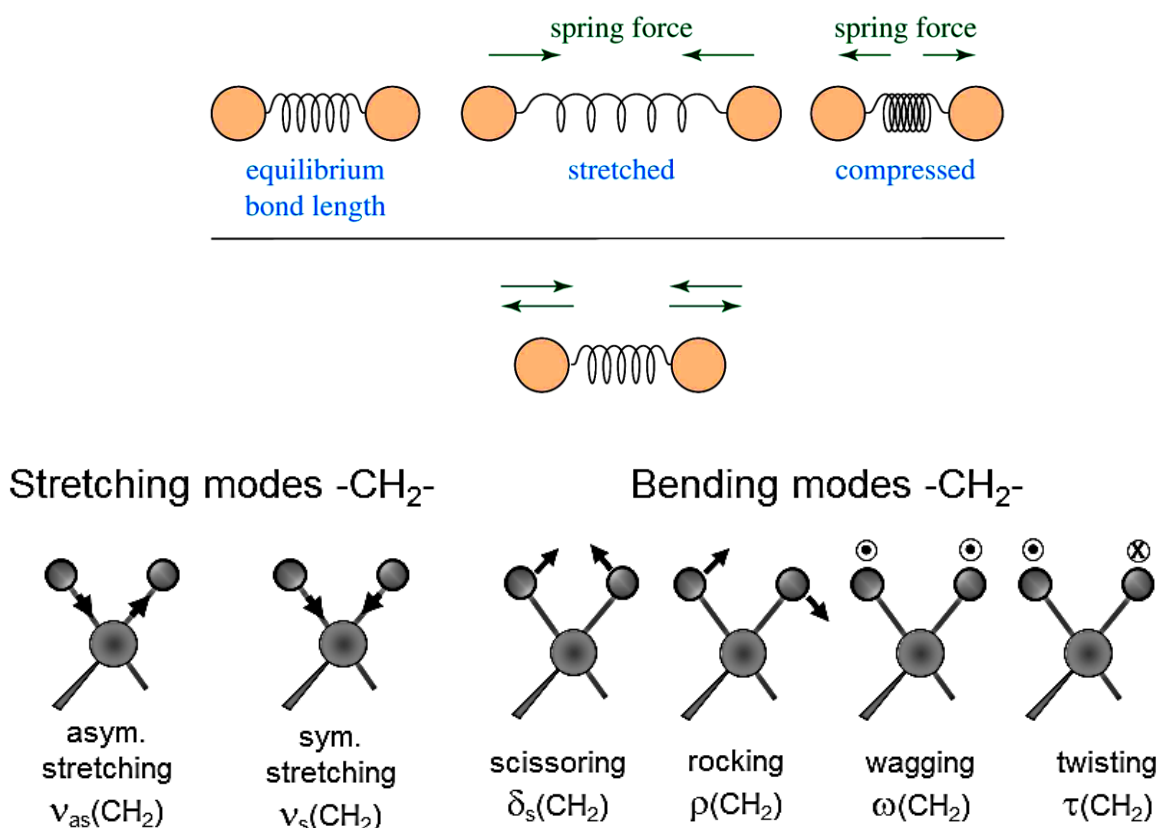 spring force
spring force
equilibrium
bond length
stretched
compressed
Stretching modes -CH₂-
Bending modes -CH₂-
X
asym.
stretching
νas(CH₂)
sym.
stretching
νs(CH₂)
scissoring
δs(CH₂)
rocking
ρ(CH₂)
wagging
ω(CH₂)
twisting
τ(CH₂)